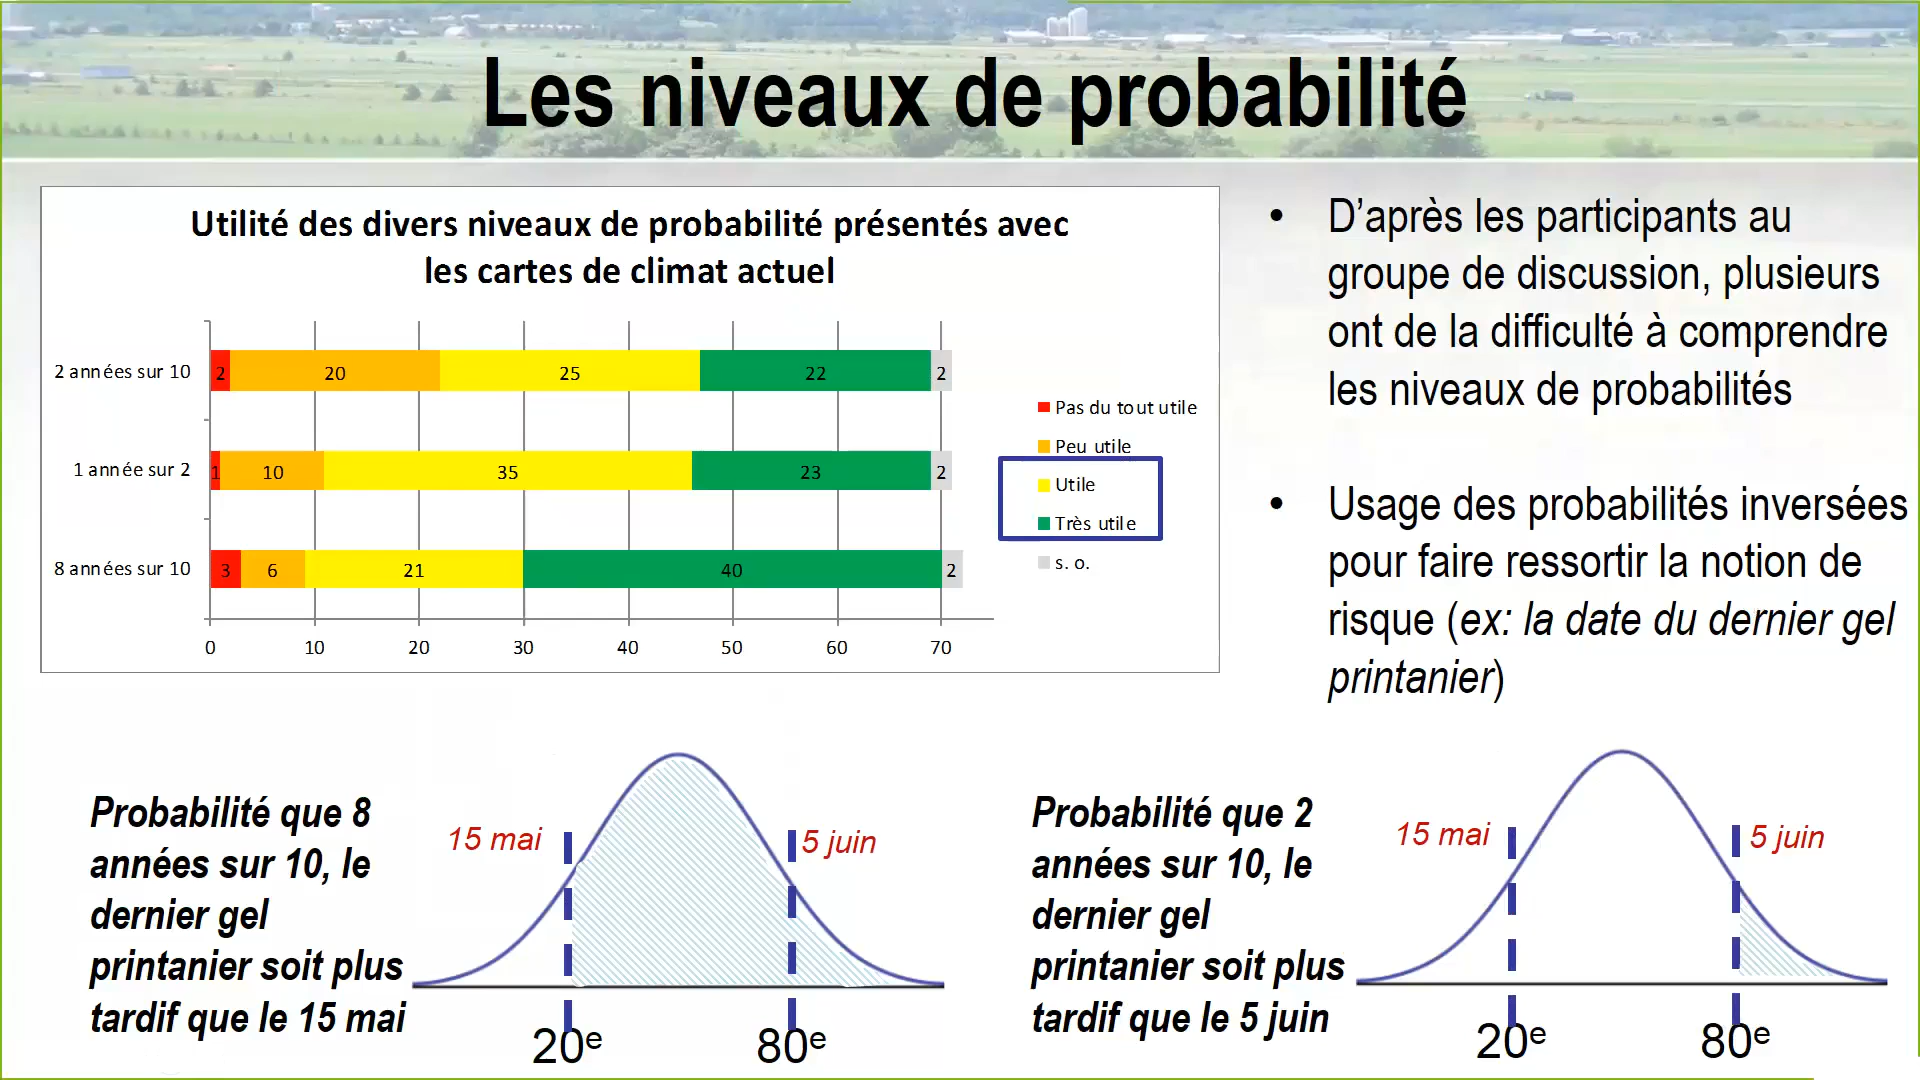 Les niveaux de probabilité
Utilité des divers niveaux de probabilité présentés avec
les cartes de climat actuel
2 années sur 10
2
20
25
22
2
1 année sur 2
1
10
35
23
2
8 années sur 10
3
6
21
40
2
0
10
20
30
40
50
60
70
Pas du tout utile
Peu utile
Utile
Très utile
s. o.
• D’après les participants au
groupe de discussion, plusieurs
ont de la difficulté à comprendre
les niveaux de probabilités
• Usage des probabilités inversées
pour faire ressortir la notion de
risque (ex: la date du dernier gel
printanier)
Probabilité que 8
années sur 10, le
dernier gel
printanier soit plus
tardif que le 15 mai
15 mai
5 juin
20e
80e
Probabilité que 2
années sur 10, le
dernier gel
printanier soit plus
tardif que le 5 juin
15 mai
5 juin
20e
80e